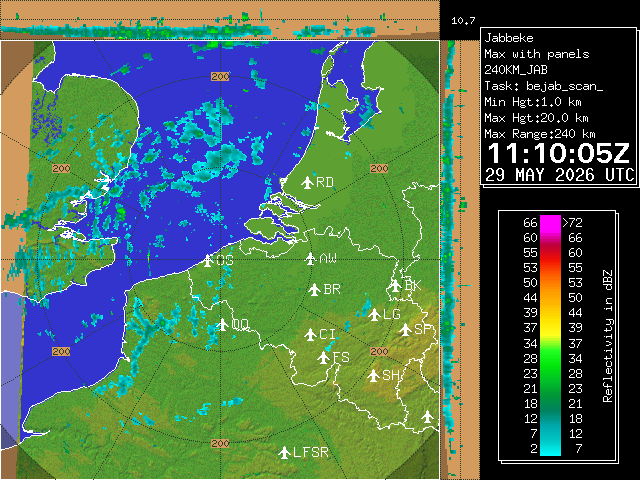 10.7
Jabbeke
Max with panels
240KM_JAB
Task: bejab_scan_
Min Hgt:1.0 km
Max Hgt:20.0 km
Max Range:240 km
11:10:05Z
29 MAY 2026 UTC
200
200
200
RD
OS
AW
BR
BK
LG
QO
CI
SP
FS
200
200
SH
200
LFSR
66 >72
60 66
55 60
53 55
50 53
44 50
39 44
37 39
34 37
28 34
23 28
21 23
18 21
12 18
7 12
2 7
Reflectivity in dBZ